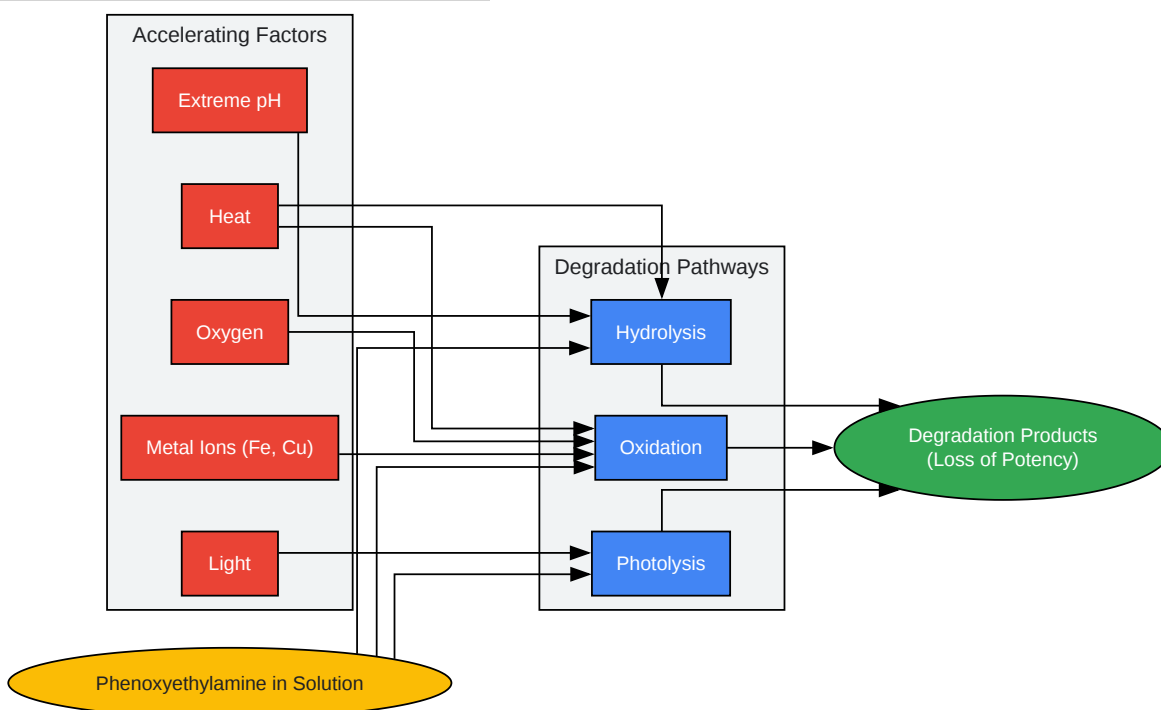 Accelerating Factors
Extreme pH
Heat
Oxygen
Metal Ions (Fe, Cu)
Light
Degradation Pathways
Hydrolysis
Oxidation
Photolysis
Degradation Products
(Loss of Potency)
Phenoxyethylamine in Solution